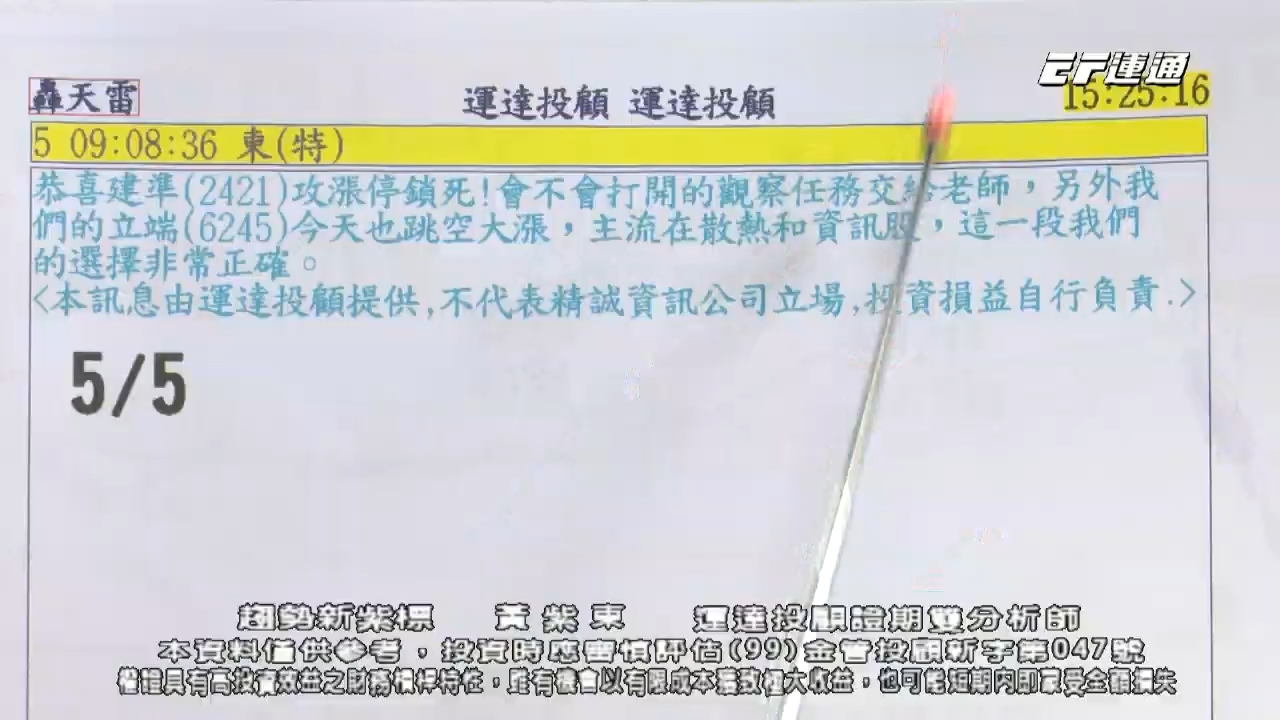 轟天雷
運達投顧 運達投顧
EF運通
15:25:16
5 09:08:36 東(特)
恭喜建準(2421)攻漲停鎖死!會不會打開的觀察任務交給老師,另外我
們的立端(6245)今天也跳空大漲,主流在散熱和資訊股,這一段我們
的選擇非常正確。
<本訊息由運達投顧提供,不代表精誠資訊公司立場,投資損益自行負責.>
5/5
趨勢新紫標 黃紫東 運達投顧證期雙分析師
本資料僅供參考,投資時應審慎評估(99)金管投顧新字第047號
權證具有高投資效益之財務槓桿特性,雖有機會以有限成本獲致極大收益,也可能短期內即蒙受全額損失